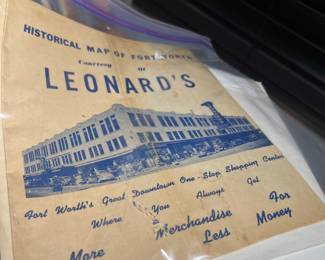 HISTORICAL MAP OF FORT WORTH
Courtesy Of
LEONARD'S
Fort Worth's Great Downtown One-Stop Shopping Center
Where You Always Get
More Merchandise For
Less Money